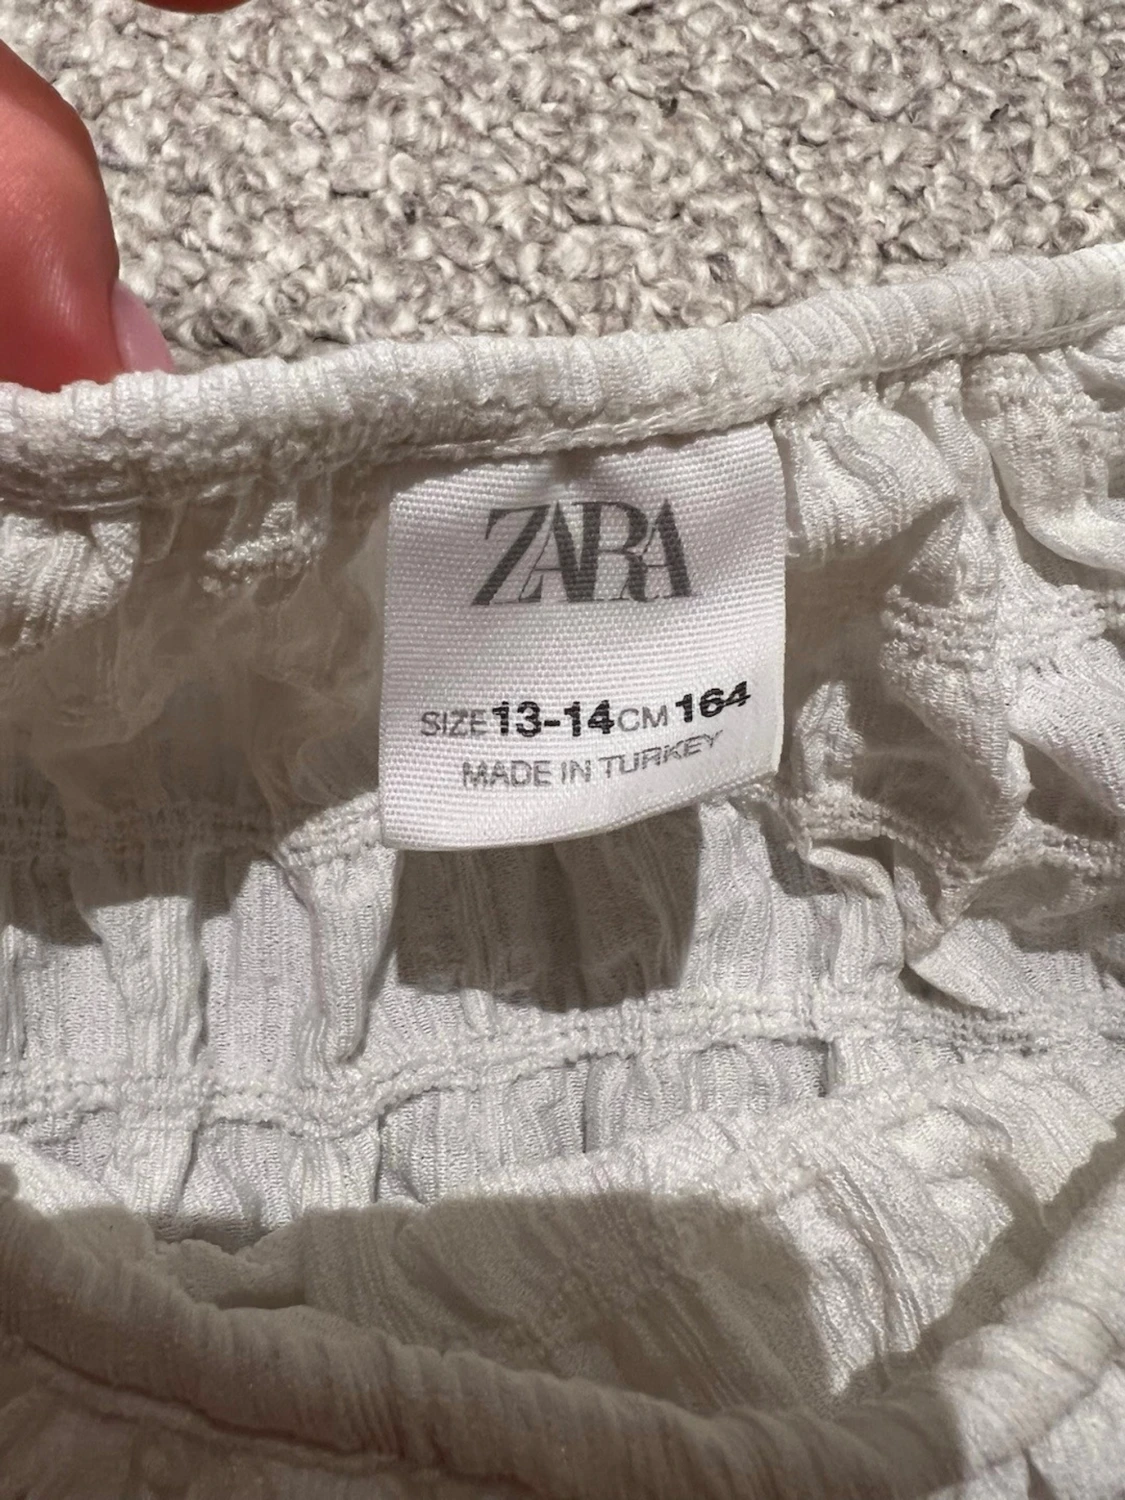 ZARA
SIZE 13-14 CM 164
MADE IN TURKEY